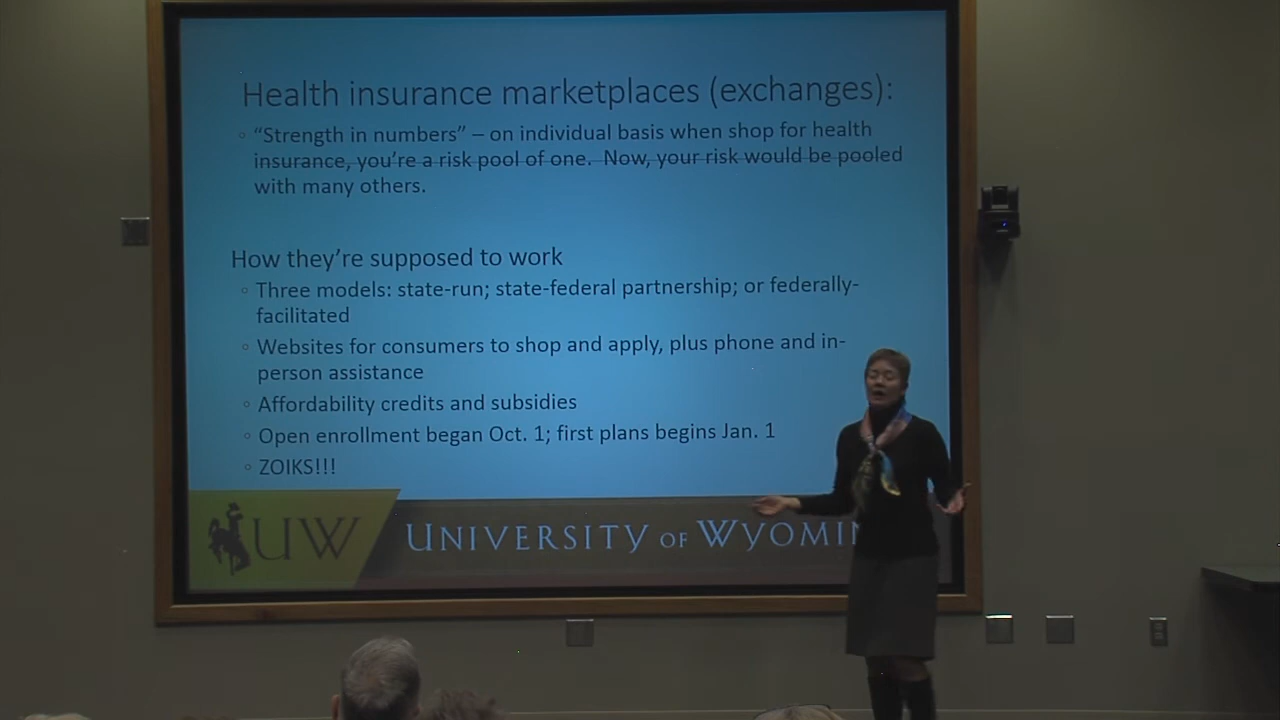 Health insurance marketplaces (exchanges):
◦ “Strength in numbers” – on individual basis when shop for health
insurance, you’re a risk pool of one. Now, your risk would be pooled
with many others.
How they’re supposed to work
◦ Three models: state-run; state-federal partnership; or federally-
facilitated
◦ Websites for consumers to shop and apply, plus phone and in-
person assistance
◦ Affordability credits and subsidies
◦ Open enrollment began Oct. 1; first plans begins Jan. 1
◦ ZOIKS!!!
UW UNIVERSITY OF WYOMIN